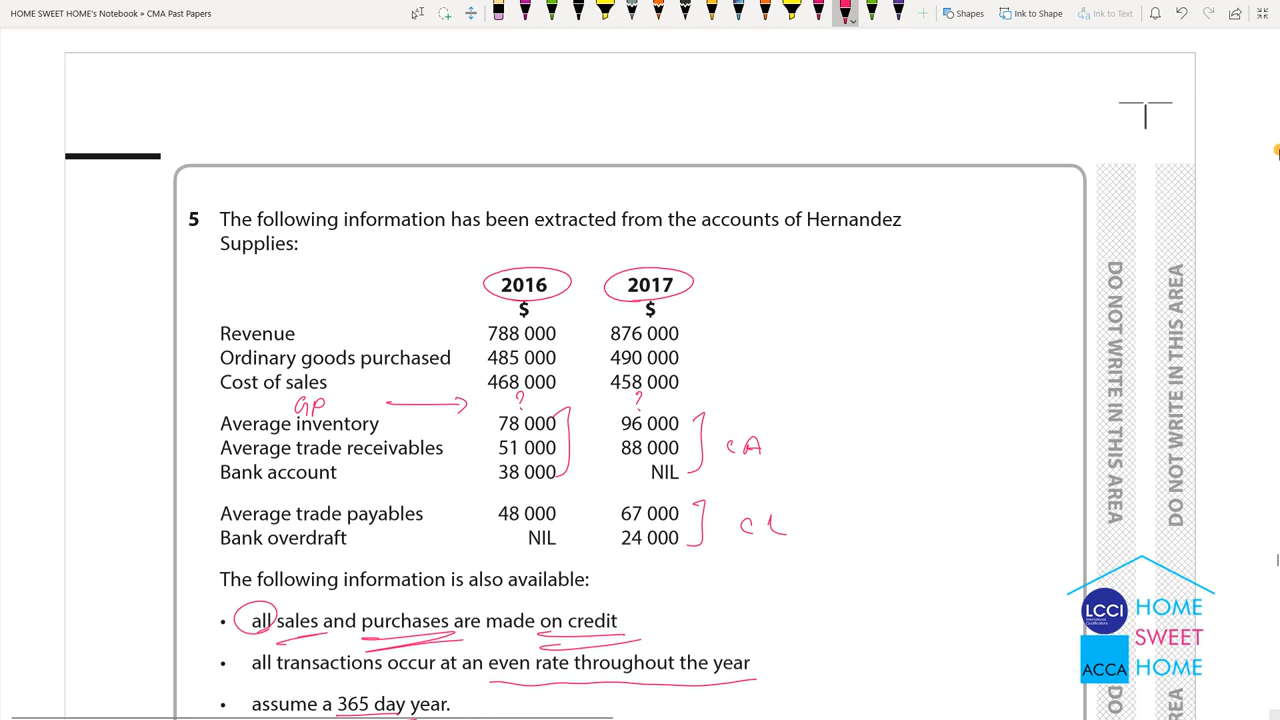 HOME SWEET HOME's Notebook » CMA Past Papers
Shapes Ink to Shape Ink to Text
5 The following information has been extracted from the accounts of Hernandez
Supplies:
2016 2017
$ $
Revenue 788 000 876 000
Ordinary goods purchased 485 000 490 000
Cost of sales 468 000 458 000
GP ? ?
Average inventory 78 000 96 000
Average trade receivables 51 000 88 000 CA
Bank account 38 000 NIL
Average trade payables 48 000 67 000
CL
Bank overdraft NIL 24 000
The following information is also available:
• all sales and purchases are made on credit
• all transactions occur at an even rate throughout the year
• assume a 365 day year.
DO NOT WRITE IN THIS AREA
DO NOT WRITE IN THIS AREA
LCCI
International Qualifications
ACCA
HOME
SWEET
HOME
DO
AREA